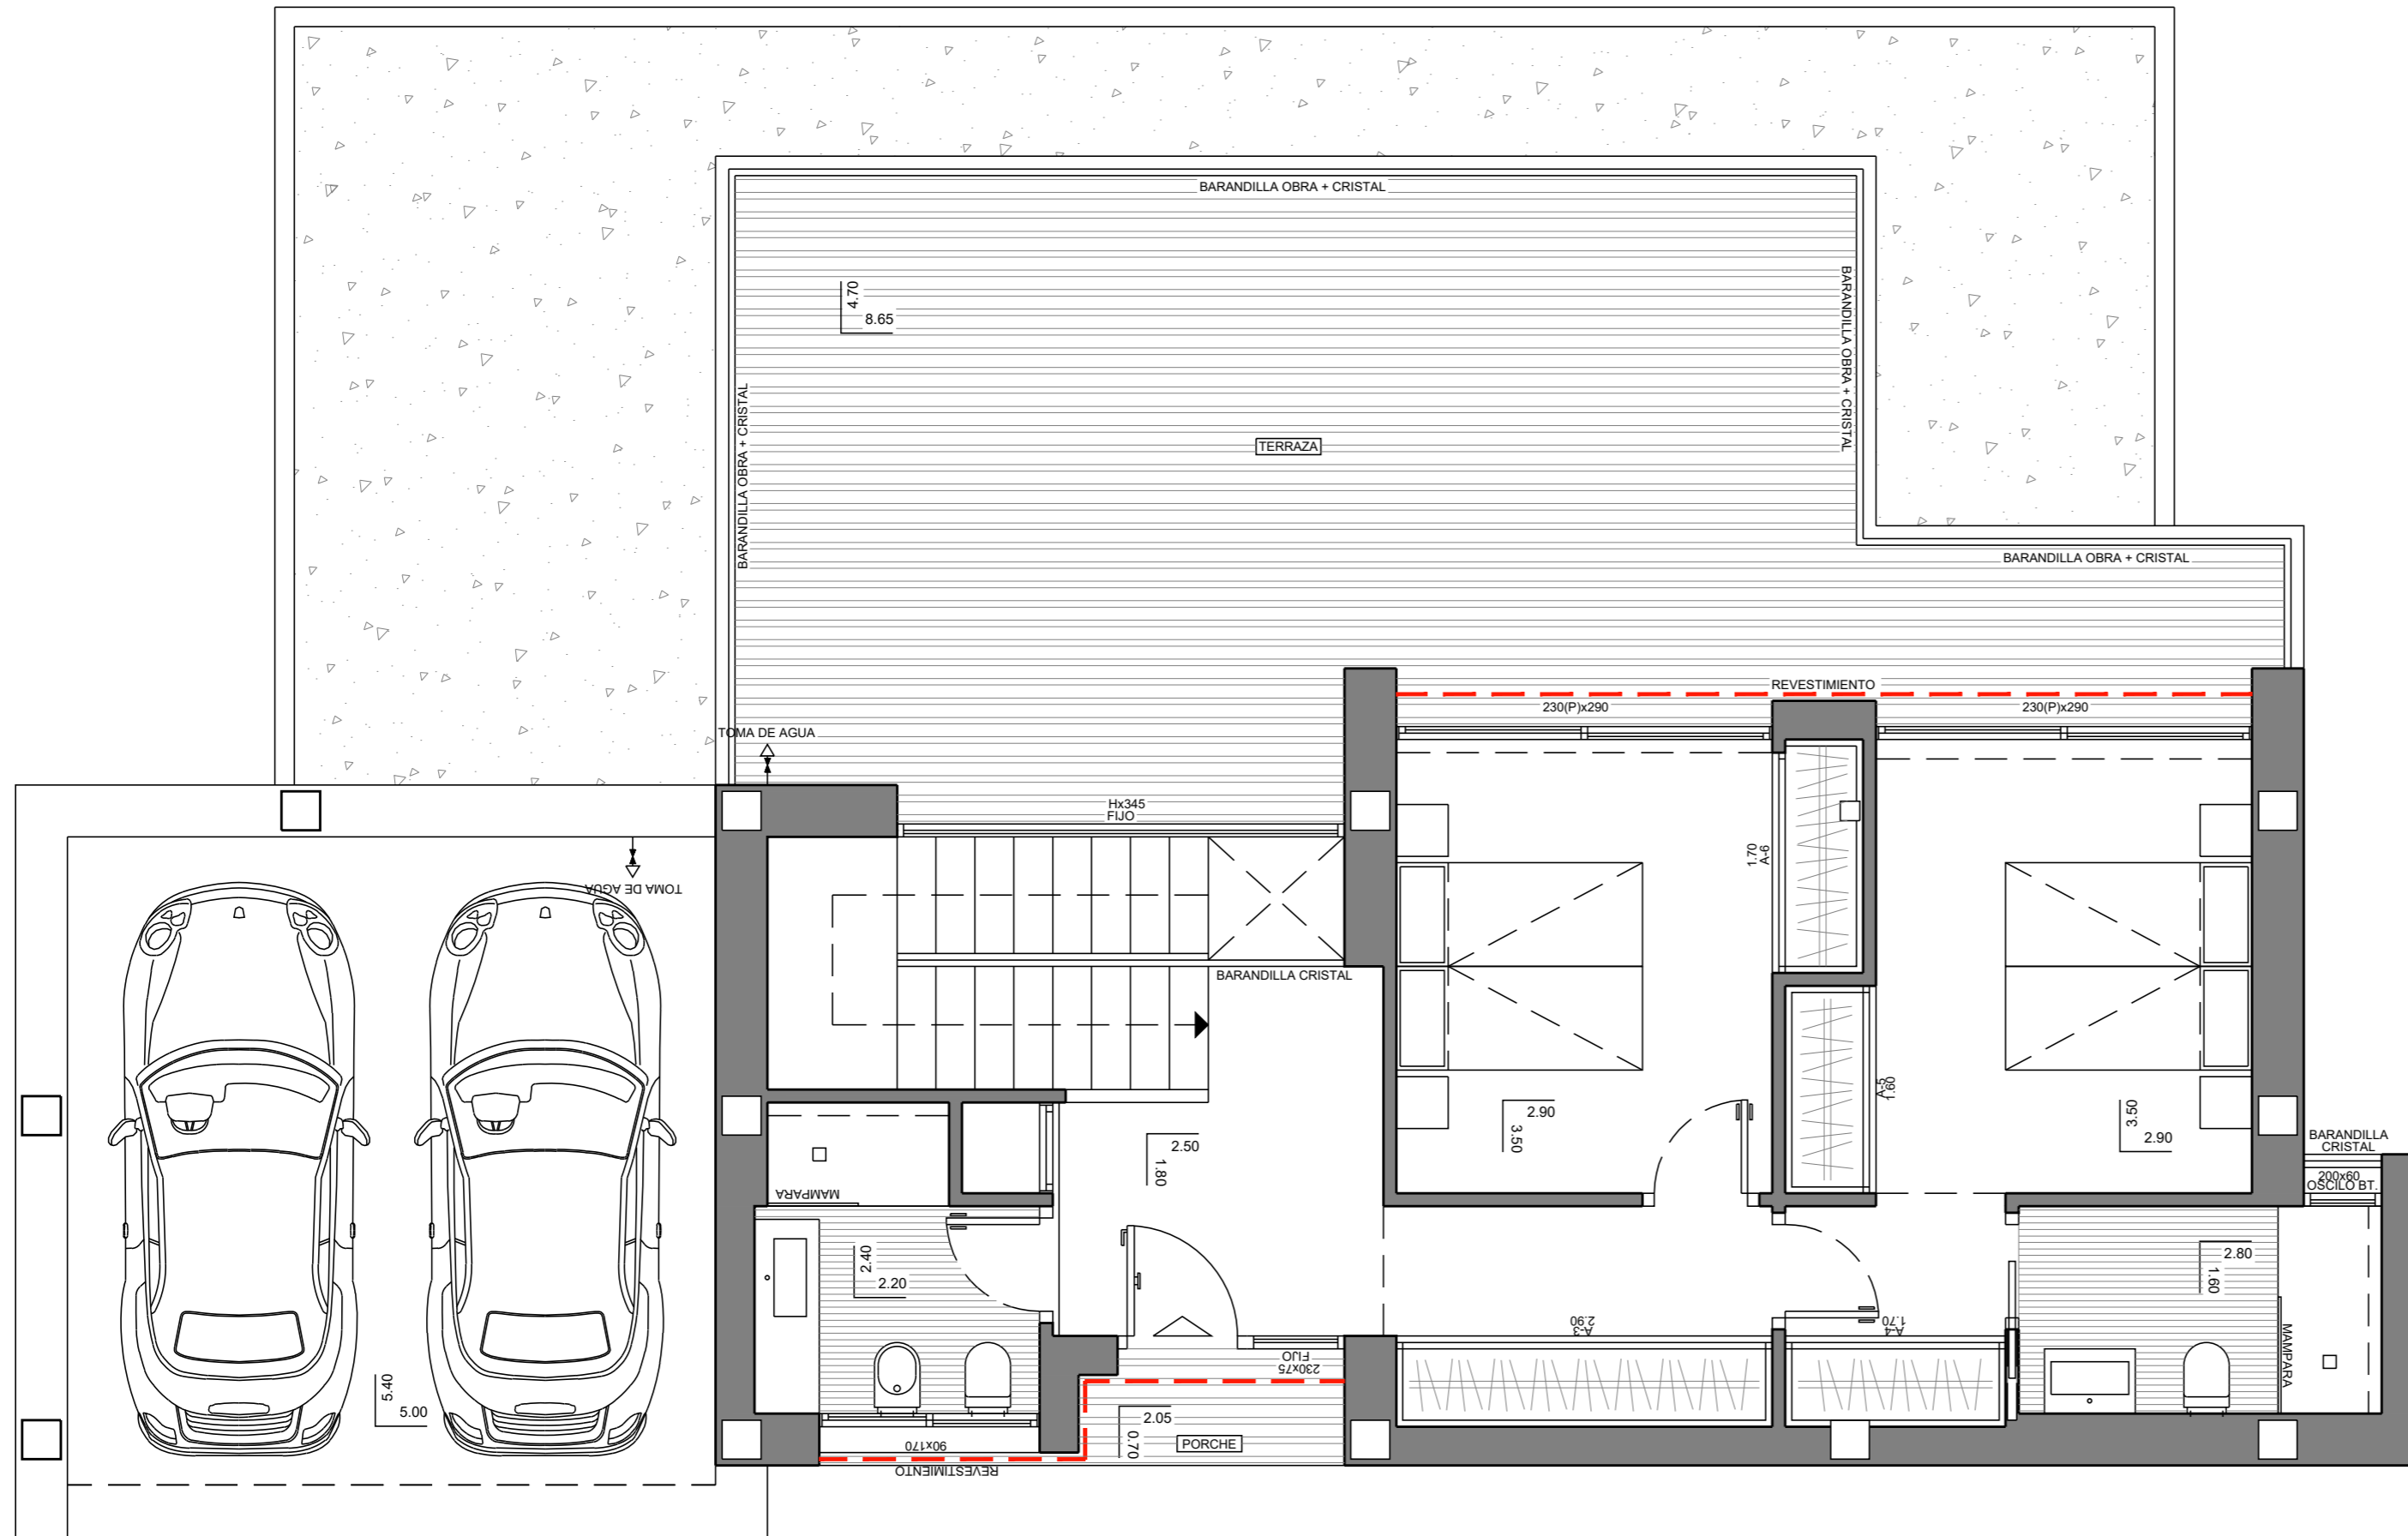 BARANDILLA OBRA + CRISTAL
4.70
8.65
BARANDILLA OBRA + CRISTAL
BARANDILLA OBRA + CRISTAL
TERRAZA
BARANDILLA OBRA + CRISTAL
REVESTIMIENTO
230(P)x290
230(P)x290
TOMA DE AGUA
Hx345
FIJO
TOMA DE AGUA
1.70
A-6
BARANDILLA CRISTAL
A-5
1.60
2.90
3.50
3.50
2.90
2.50
1.80
BARANDILLA
CRISTAL
200x60
OSCILO BT.
MAMPARA
2.40
2.20
2.80
1.60
A-3
2.90
A-4
1.70
MAMPARA
230x75
FIJO
5.40
5.00
2.05
0.70
PORCHE
90x170
REVESTIMIENTO